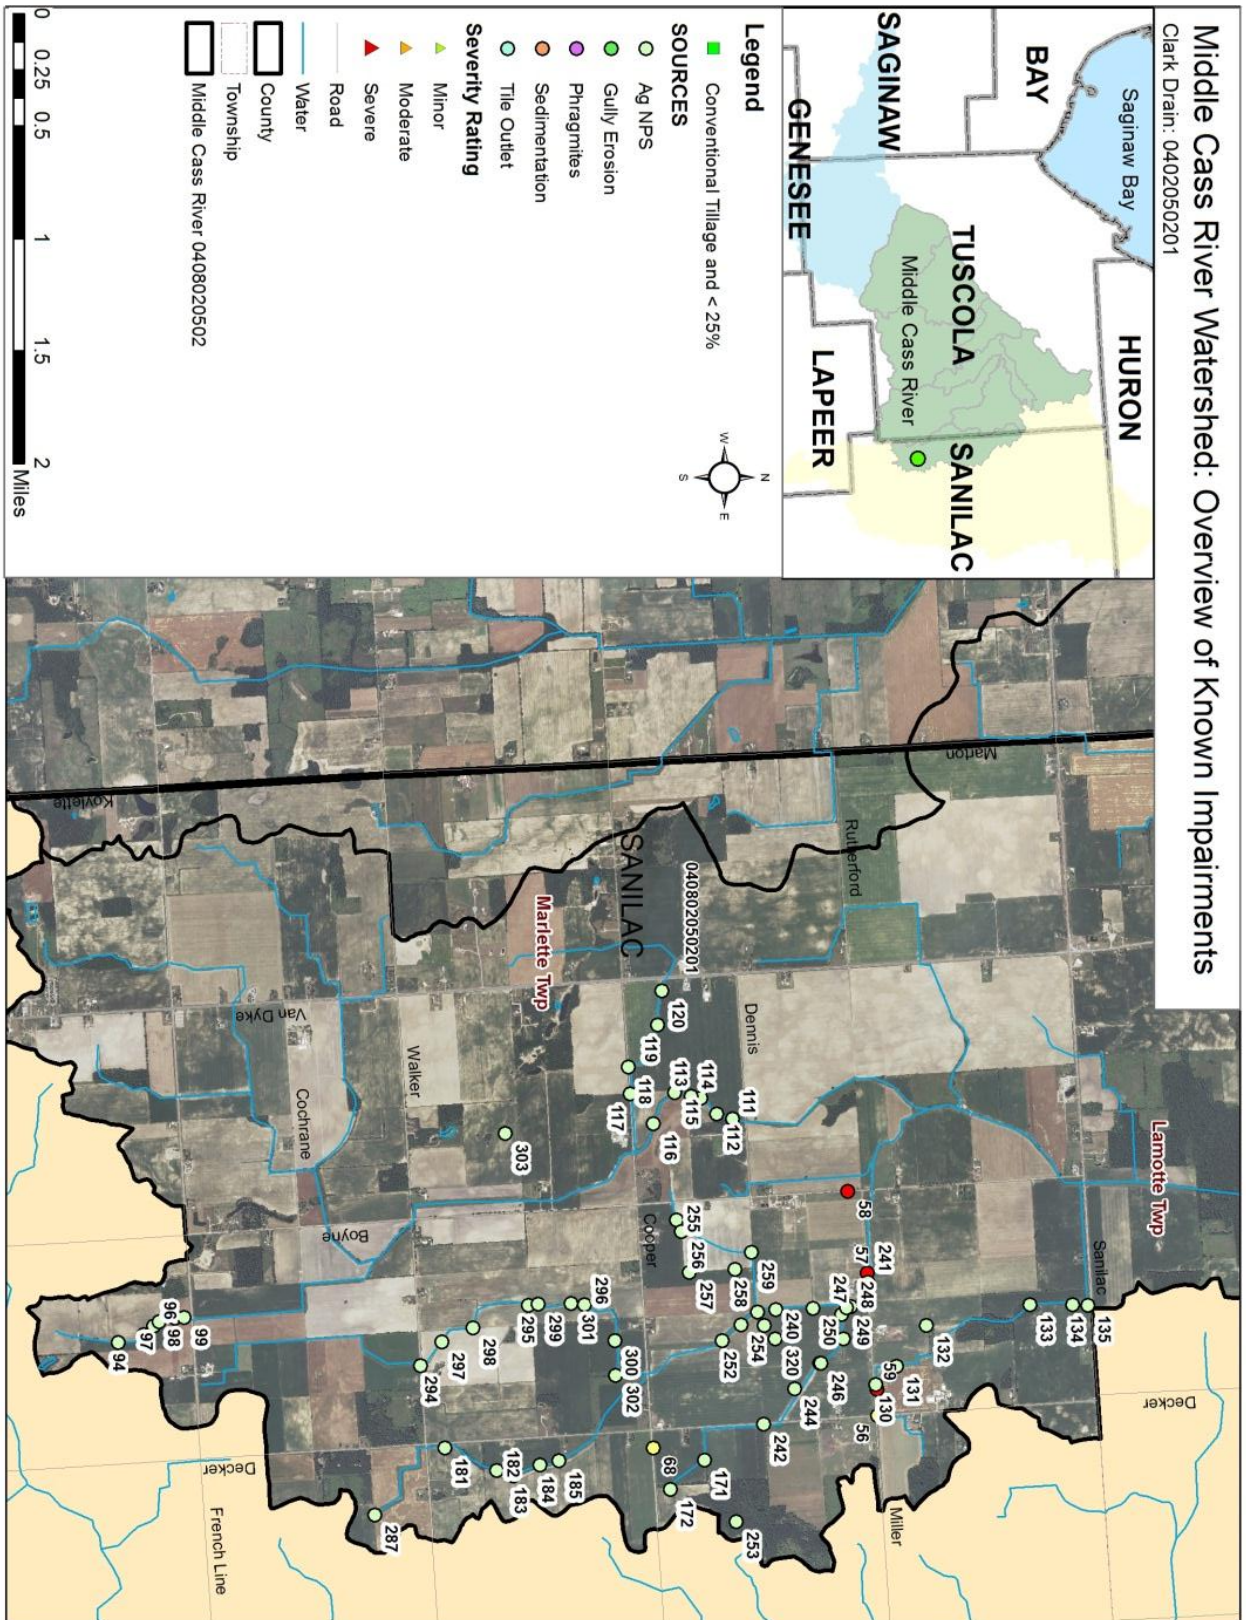 Middle Cass River Watershed: Overview of Known Impairments
Clark Drain: 0402050201
Saginaw Bay
BAY
HURON
SAGINAW
TUSCOLA
SANILAC
Middle Cass River
GENESEE
LAPEER
N
W
E
S
Legend
Conventional Tillage and < 25%
SOURCES
Ag NPS
Gully Erosion
Phragmites
Sedimentation
Tile Outlet
Severity Rating
Minor
Moderate
Severe
Road
Water
County
Township
Middle Cass River 0408020502
0 0.25 0.5 1 1.5 2
Miles
Lamotte Twp
Sanilac
Decker
135
134
133
Marton
132
Miller
131
59
130
56
241
57
248
249
247
250
58
Rutherford
246
244
240
320
242
254
252
259
258
257
256
255
253
Dennis
111
112
114
115
113
116
040802050201
120
119
118
117
171
172
68
Cooper
SANILAC
Marlette Twp
303
300
302
296
301
299
295
298
297
294
185
184
183
182
181
287
Walker
Boyne
Cochrane
Van Dyke
Decker
French Line
99
98
96
97
94
Koylette